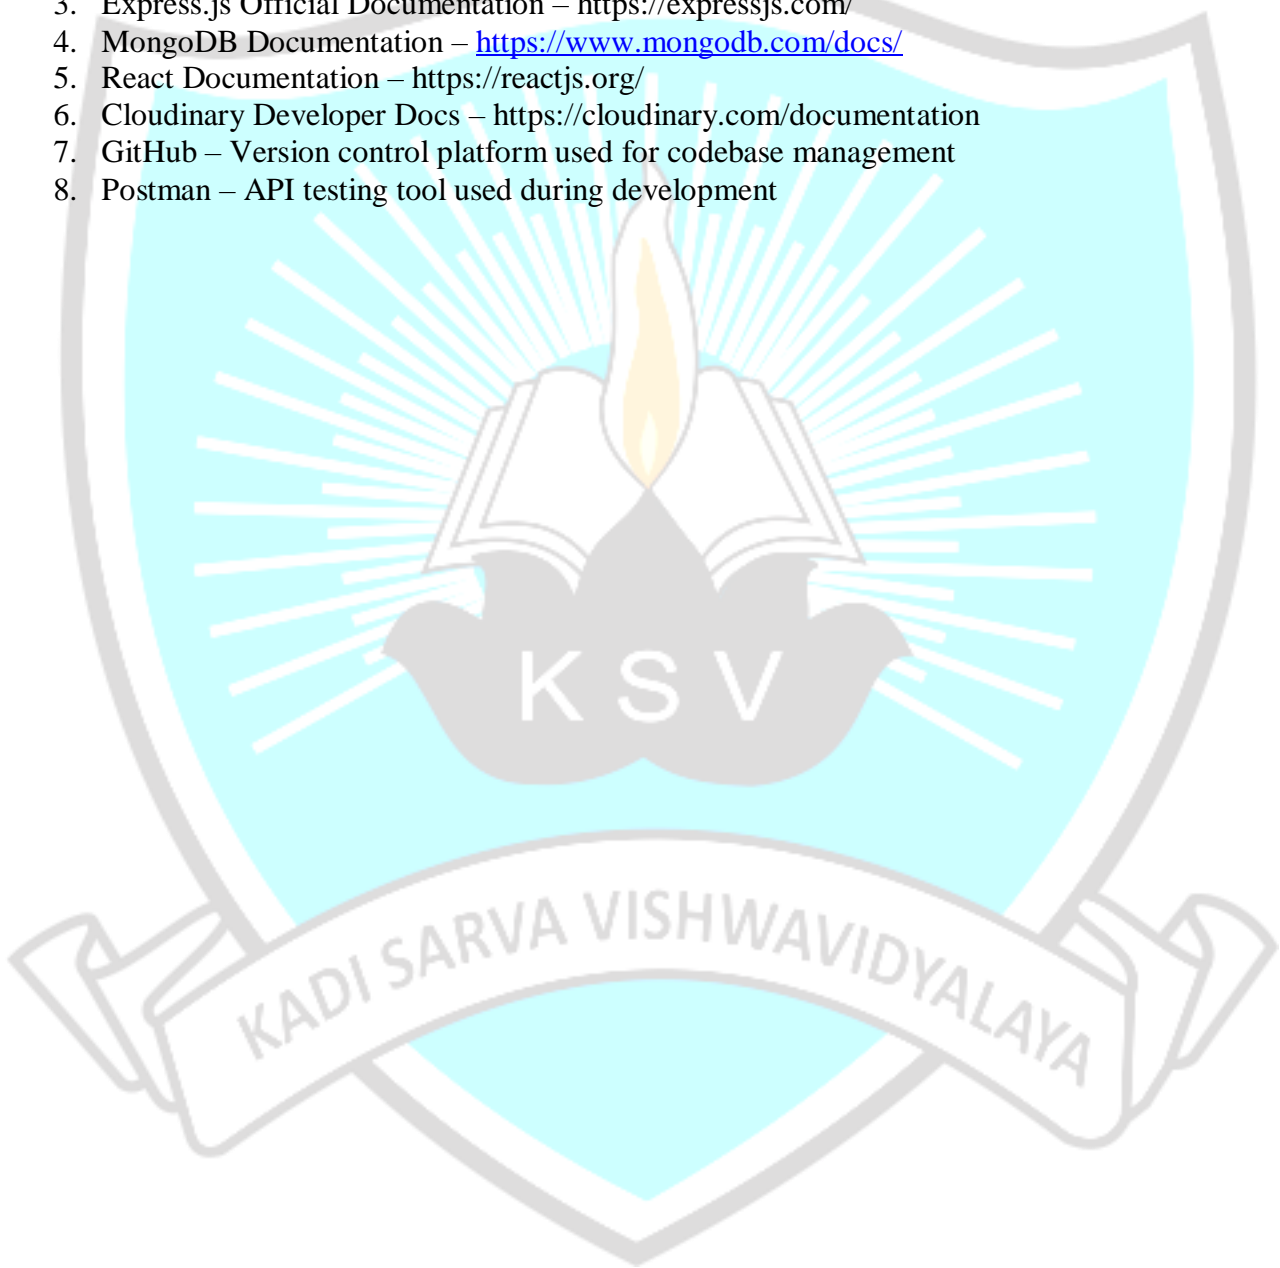 3. Express.js Official Documentation – https://expressjs.com/
4. MongoDB Documentation – https://www.mongodb.com/docs/
5. React Documentation – https://reactjs.org/
6. Cloudinary Developer Docs – https://cloudinary.com/documentation
7. GitHub – Version control platform used for codebase management
8. Postman – API testing tool used during development
K S V
KADI SARVA VISHWAVIDYALAYA